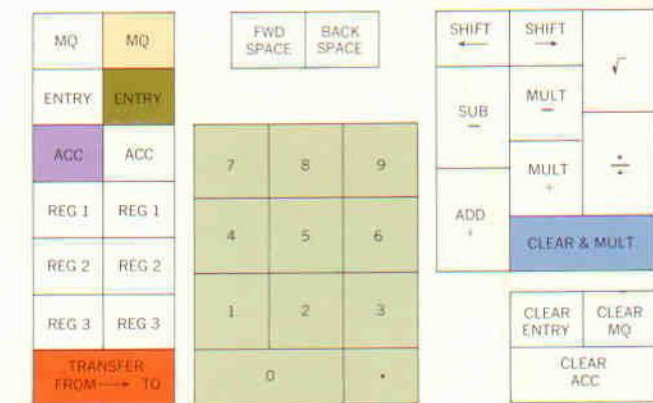 MQ MQ
ENTRY ENTRY
ACC ACC
REG 1 REG 1
REG 2 REG 2
REG 3 REG 3
TRANSFER
FROM → TO
FWD SPACE
BACK SPACE
7 8 9
4 5 6
1 2 3
0 .
SHIFT ←
SHIFT →
√
SUB −
MULT −
÷
MULT +
ADD +
CLEAR & MULT
CLEAR ENTRY
CLEAR MQ
CLEAR ACC